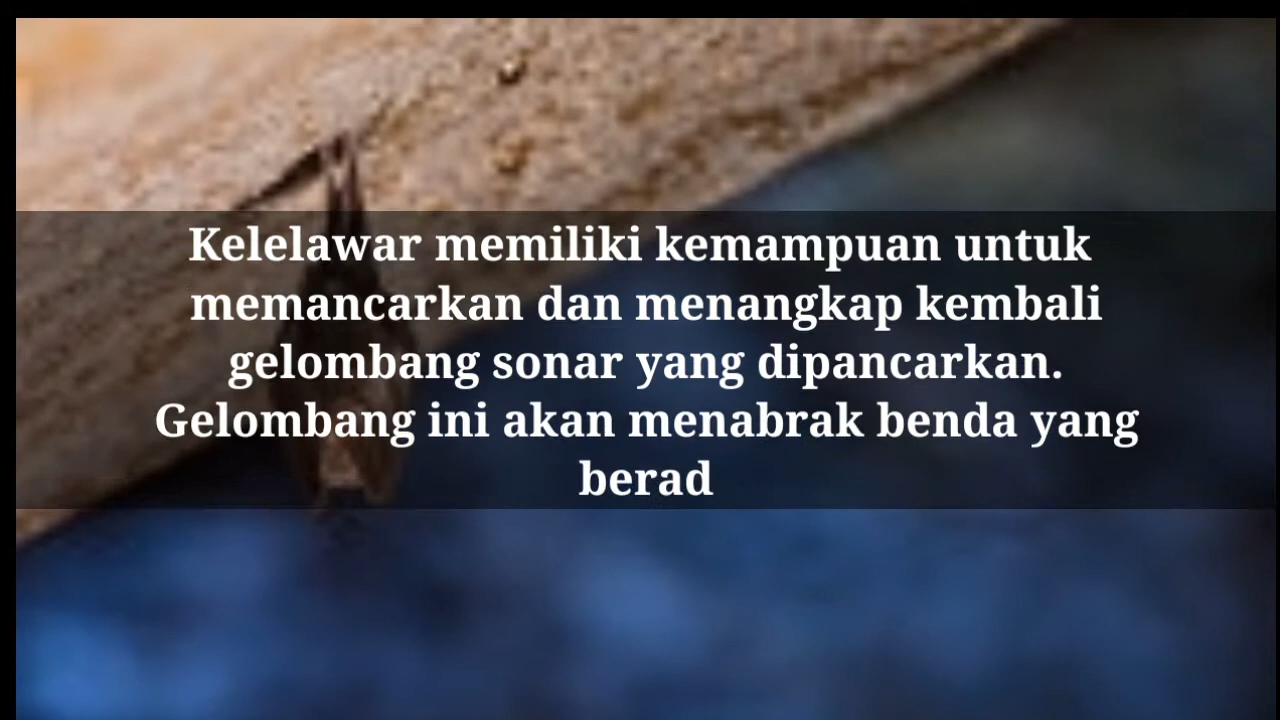 Kelelawar memiliki kemampuan untuk
memancarkan dan menangkap kembali
gelombang sonar yang dipancarkan.
Gelombang ini akan menabrak benda yang
berad